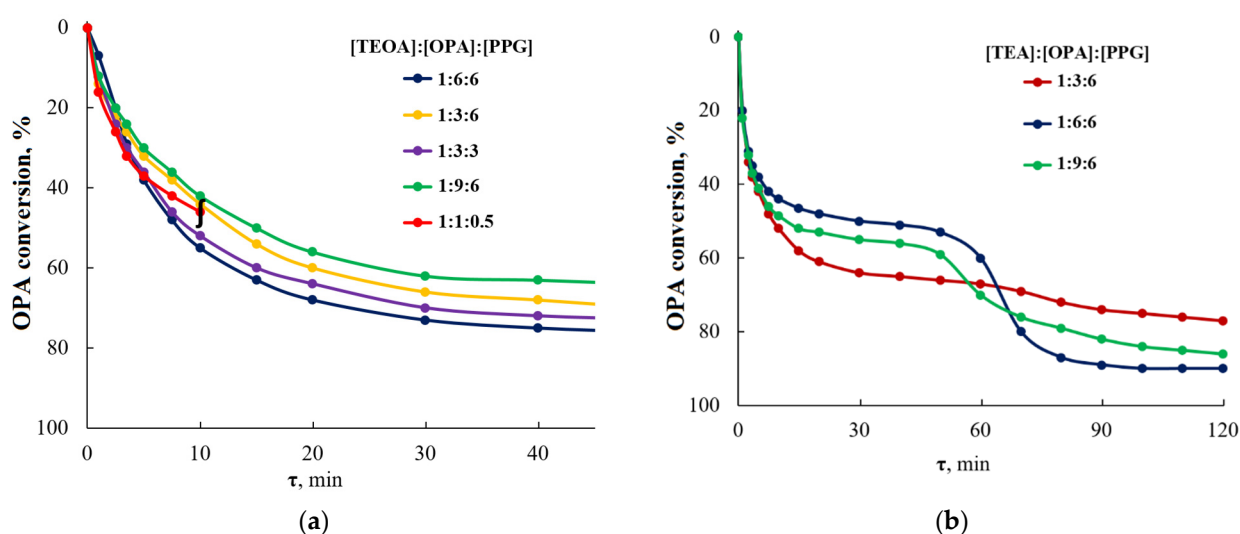 [TEOA]:[OPA]:[PPG]
1:6:6
1:3:6
1:3:3
1:9:6
1:1:0.5
OPA conversion, %
0
20
40
60
80
100
0 10 20 30 40
τ, min
∫
(a)
[TEA]:[OPA]:[PPG]
1:3:6
1:6:6
1:9:6
OPA conversion, %
0
20
40
60
80
100
0 30 60 90 120
τ, min
(b)